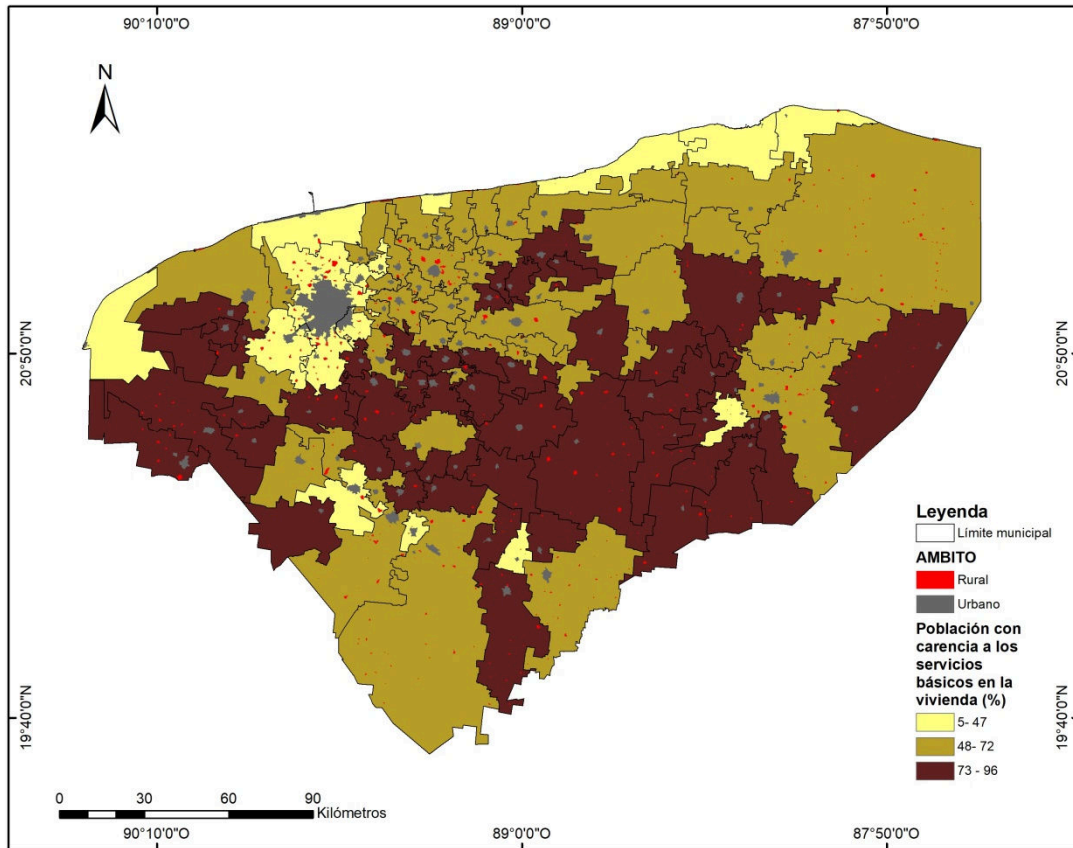 90°10'0"O
89°0'0"O
87°50'0"O
N
20°50'0"N
20°50'0"N
Leyenda
Límite municipal
AMBITO
Rural
Urbano
Población con
carencia a los
servicios
básicos en la
vivienda (%)
5- 47
48- 72
73 - 96
19°40'0"N
19°40'0"N
0
30
60
90
Kilómetros
90°10'0"O
89°0'0"O
87°50'0"O